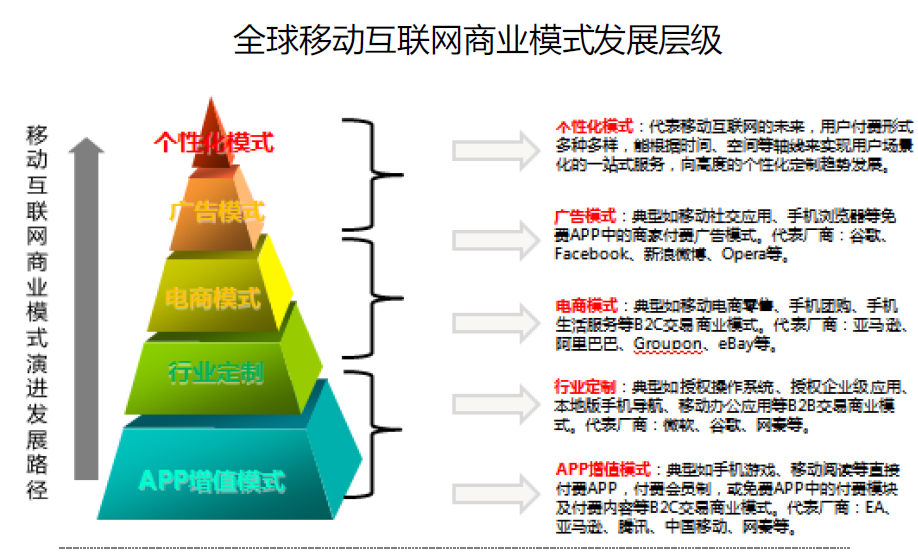 全球移动互联网商业模式发展层级
移动互联网商业模式演进发展路径
个性化模式
广告模式
电商模式
行业定制
APP增值模式
个性化模式：代表移动互联网的未来，用户付费形式
多种多样，能根据时间、空间等轴线来实现用户场景
化的一站式服务，向高度的个性化定制趋势发展。
广告模式：典型如移动社交应用、手机浏览器等免
费APP中的商家付费广告模式。代表厂商：谷歌、
Facebook、新浪微博、Opera等。
电商模式：典型如移动电商零售、手机团购、手机
生活服务等B2C交易商业模式。代表厂商：亚马逊、
阿里巴巴、Groupon、eBay等。
行业定制：典型如授权操作系统、授权企业级应用、
本地版手机导航、移动办公应用等B2B交易商业模
式。代表厂商：微软、谷歌、网秦等。
APP增值模式：典型如手机游戏、移动阅读等直接
付费APP，付费会员制，或免费APP中的付费模块
及付费内容等B2C交易商业模式。代表厂商：EA、
亚马逊、腾讯、中国移动、网秦等。